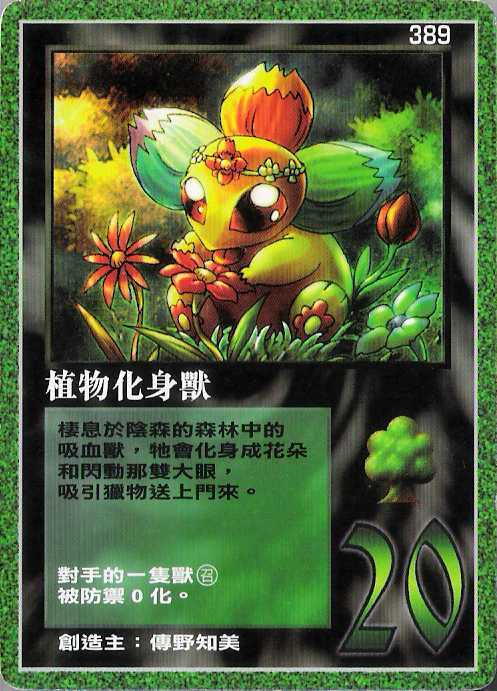 389
植物化身獸
棲息於陰森的森林中的
吸血獸，牠會化身成花朵
和閃動那雙大眼，
吸引獵物送上門來。
對手的一隻獸㊁
被防禦０化。
20
創造主：傳野知美